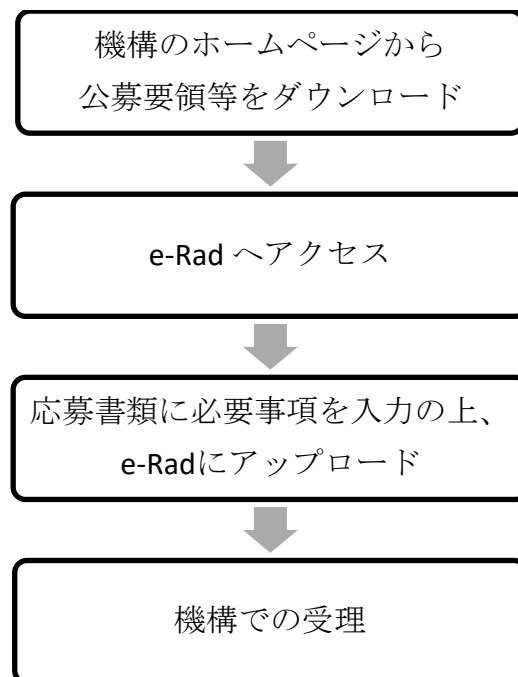 機構のホームページから
公募要領等をダウンロード
e-Rad へアクセス
応募書類に必要事項を入力の上、
e-Radにアップロード
機構での受理